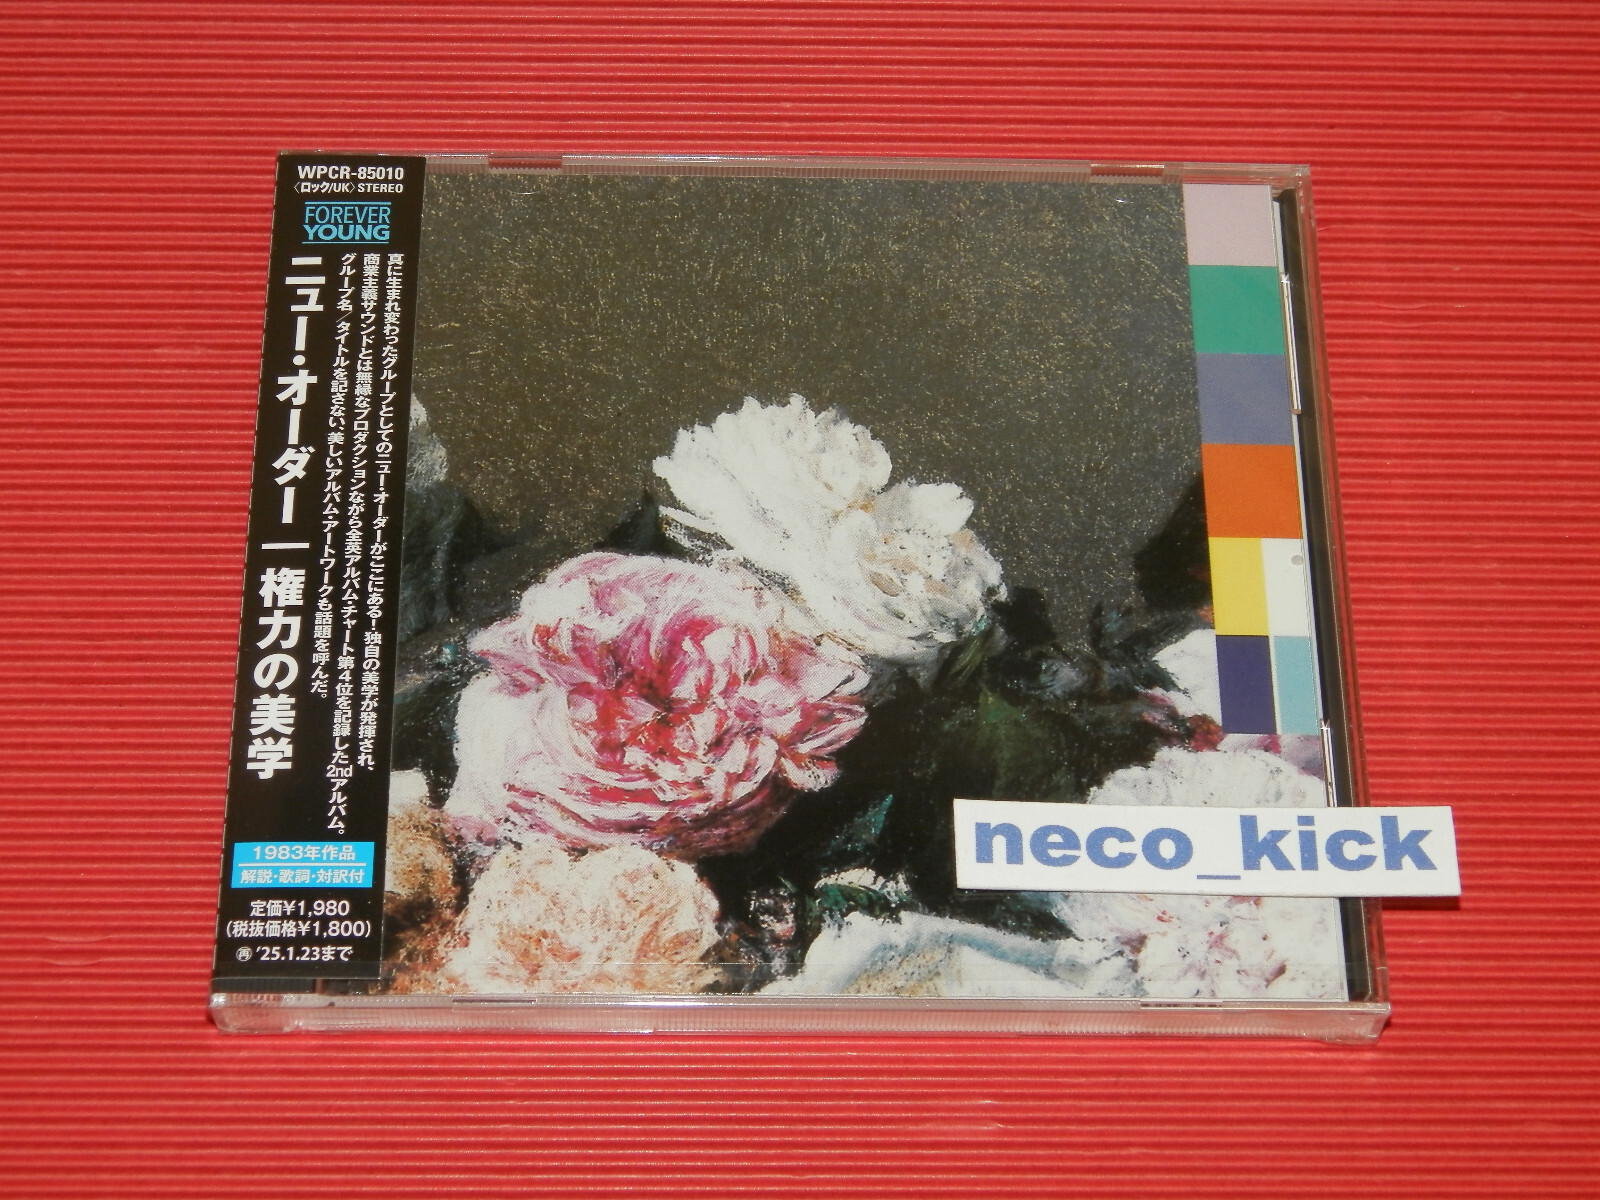 WPCR-85010
〈ロック/UK〉STEREO
FOREVER
YOUNG
真に生まれ変わったグループとしてのニュー・オーダーがここにある!独自の美学が発揮され、
商業主義サウンドとは無縁なプロダクションながら全英アルバム・チャート第4位を記録した2ndアルバム。
グループ名/タイトルを記さない、美しいアルバム・アートワークも話題を呼んだ。
ニュー・オーダー 一権力の美学
1983年作品
解説・歌詞・対訳付
定価¥1,980
(税抜価格¥1,800)
再 '25.1.23まで
neco_kick